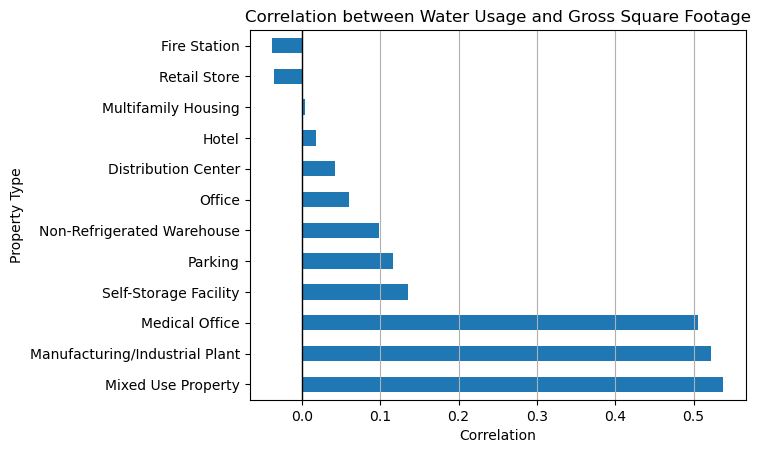 Correlation between Water Usage and Gross Square Footage
Property Type
Fire Station
Retail Store
Multifamily Housing
Hotel
Distribution Center
Office
Non-Refrigerated Warehouse
Parking
Self-Storage Facility
Medical Office
Manufacturing/Industrial Plant
Mixed Use Property
0.0 0.1 0.2 0.3 0.4 0.5
Correlation